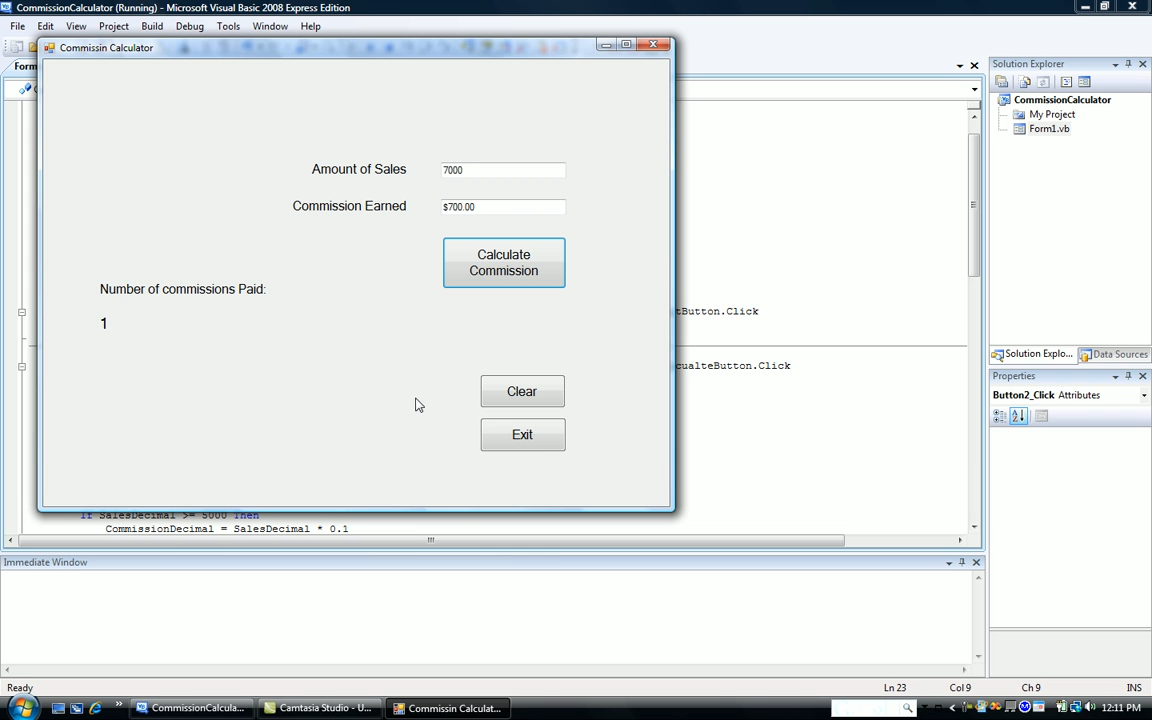 CommissionCalculator (Running) - Microsoft Visual Basic 2008 Express Edition
File Edit View Project Build Debug Tools Window Help
Commissin Calculator
Form
Amount of Sales 7000
Commission Earned $700.00
Calculate
Commission
Number of commissions Paid:
1
Clear
Exit
tButton.Click
cualteButton.Click
If SalesDecimal >= 5000 Then
CommissionDecimal = SalesDecimal * 0.1
Solution Explorer
CommissionCalculator
My Project
Form1.vb
Solution Explo... Data Sources
Properties
Button2_Click Attributes
Immediate Window
Ready Ln 23 Col 9 Ch 9 INS
CommissionCalcula... Camtasia Studio - U... Commissin Calculat... 12:11 PM